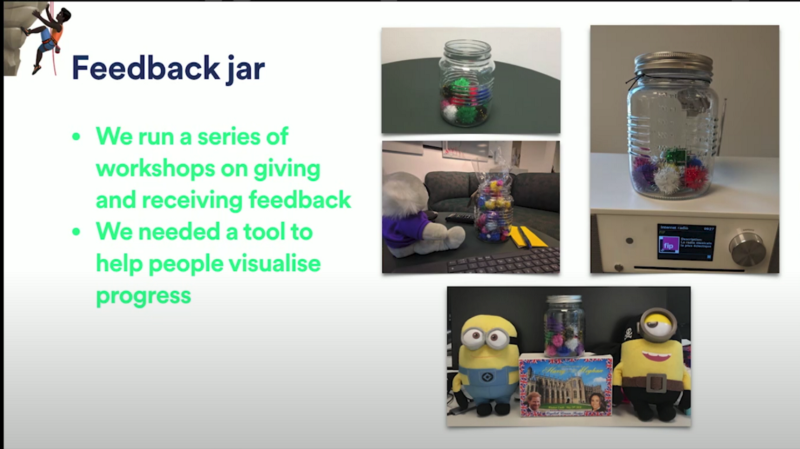 Feedback jar
• We run a series of
workshops on giving
and receiving feedback
• We needed a tool to
help people visualise
progress